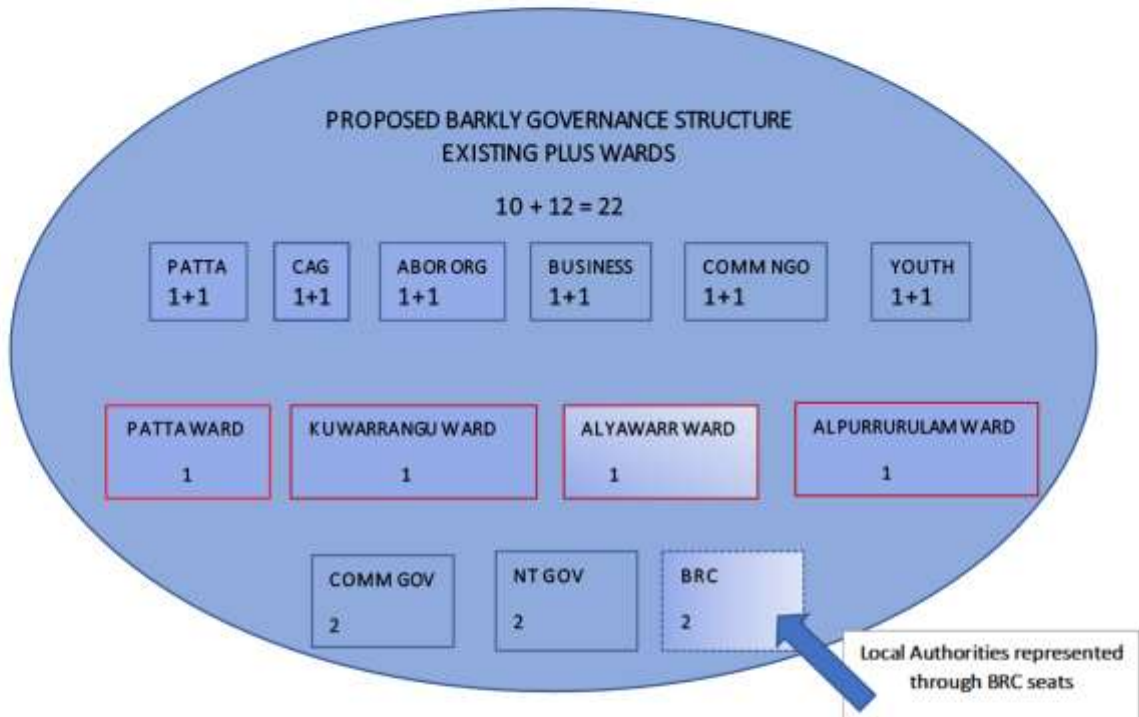 PROPOSED BARKLY GOVERNANCE STRUCTURE
EXISTING PLUS WARDS
10 + 12 = 22
PATTA
1+1
CAG
1+1
ABOR ORG
1+1
BUSINESS
1+1
COMM NGO
1+1
YOUTH
1+1
PATTA WARD
1
KUWARRANGU WARD
1
ALYAWARR WARD
1
ALPURRURULAM WARD
1
COMM GOV
2
NT GOV
2
BRC
2
Local Authorities represented
through BRC seats